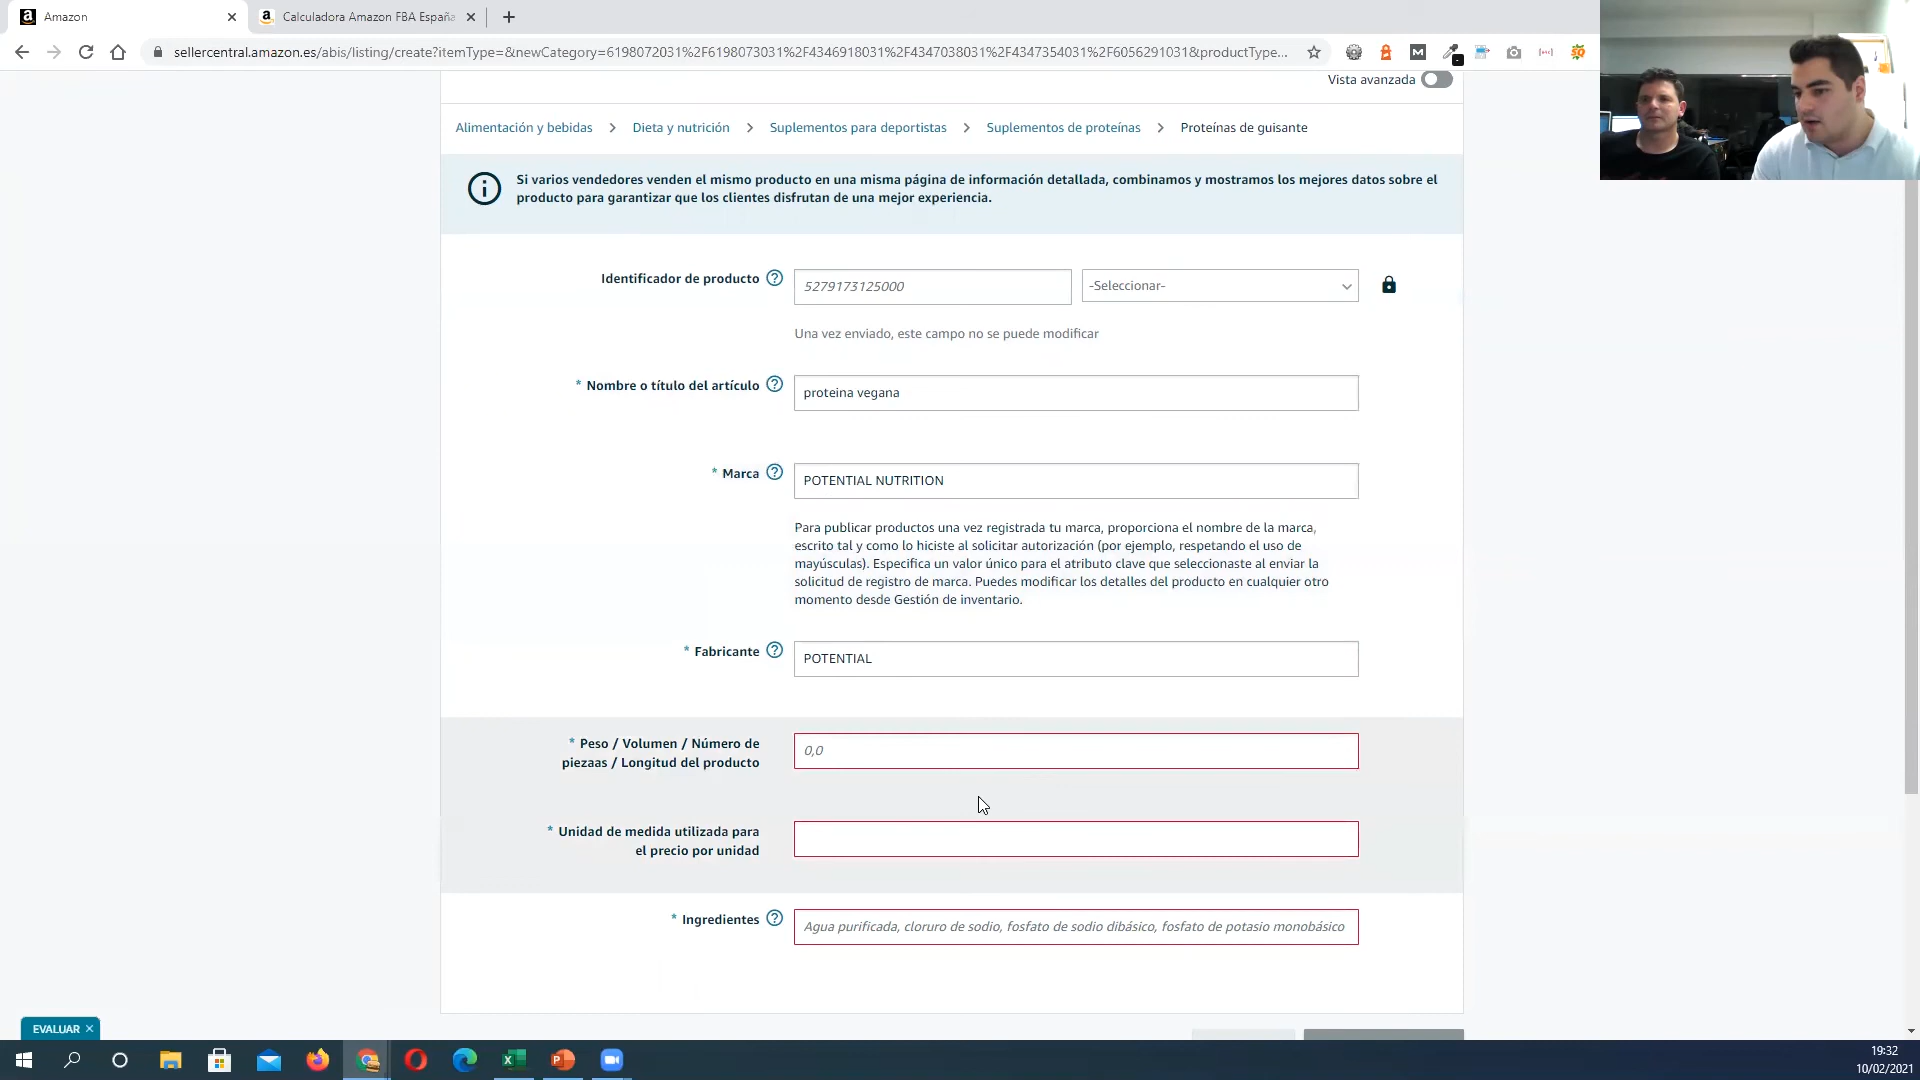 Amazon
Calculadora Amazon FBA España
sellercentral.amazon.es/abis/listing/create?itemType=&newCategory=6198072031%2F6198073031%2F4346918031%2F4347038031%2F4347354031%2F6056291031&productType...
Vista avanzada
Alimentación y bebidas > Dieta y nutrición > Suplementos para deportistas > Suplementos de proteínas > Proteínas de guisante
Si varios vendedores venden el mismo producto en una misma página de información detallada, combinamos y mostramos los mejores datos sobre el
producto para garantizar que los clientes disfrutan de una mejor experiencia.
Identificador de producto ? 5279173125000 -Seleccionar-
Una vez enviado, este campo no se puede modificar
* Nombre o título del artículo ? proteina vegana
* Marca ? POTENTIAL NUTRITION
Para publicar productos una vez registrada tu marca, proporciona el nombre de la marca,
escrito tal y como lo hiciste al solicitar autorización (por ejemplo, respetando el uso de
mayúsculas). Especifica un valor único para el atributo clave que seleccionaste al enviar la
solicitud de registro de marca. Puedes modificar los detalles del producto en cualquier otro
momento desde Gestión de inventario.
* Fabricante ? POTENTIAL
* Peso / Volumen / Número de
piezaas / Longitud del producto
0,0
* Unidad de medida utilizada para
el precio por unidad
* Ingredientes ? Agua purificada, cloruro de sodio, fosfato de sodio dibásico, fosfato de potasio monobásico
EVALUAR ×
19:32
10/02/2021